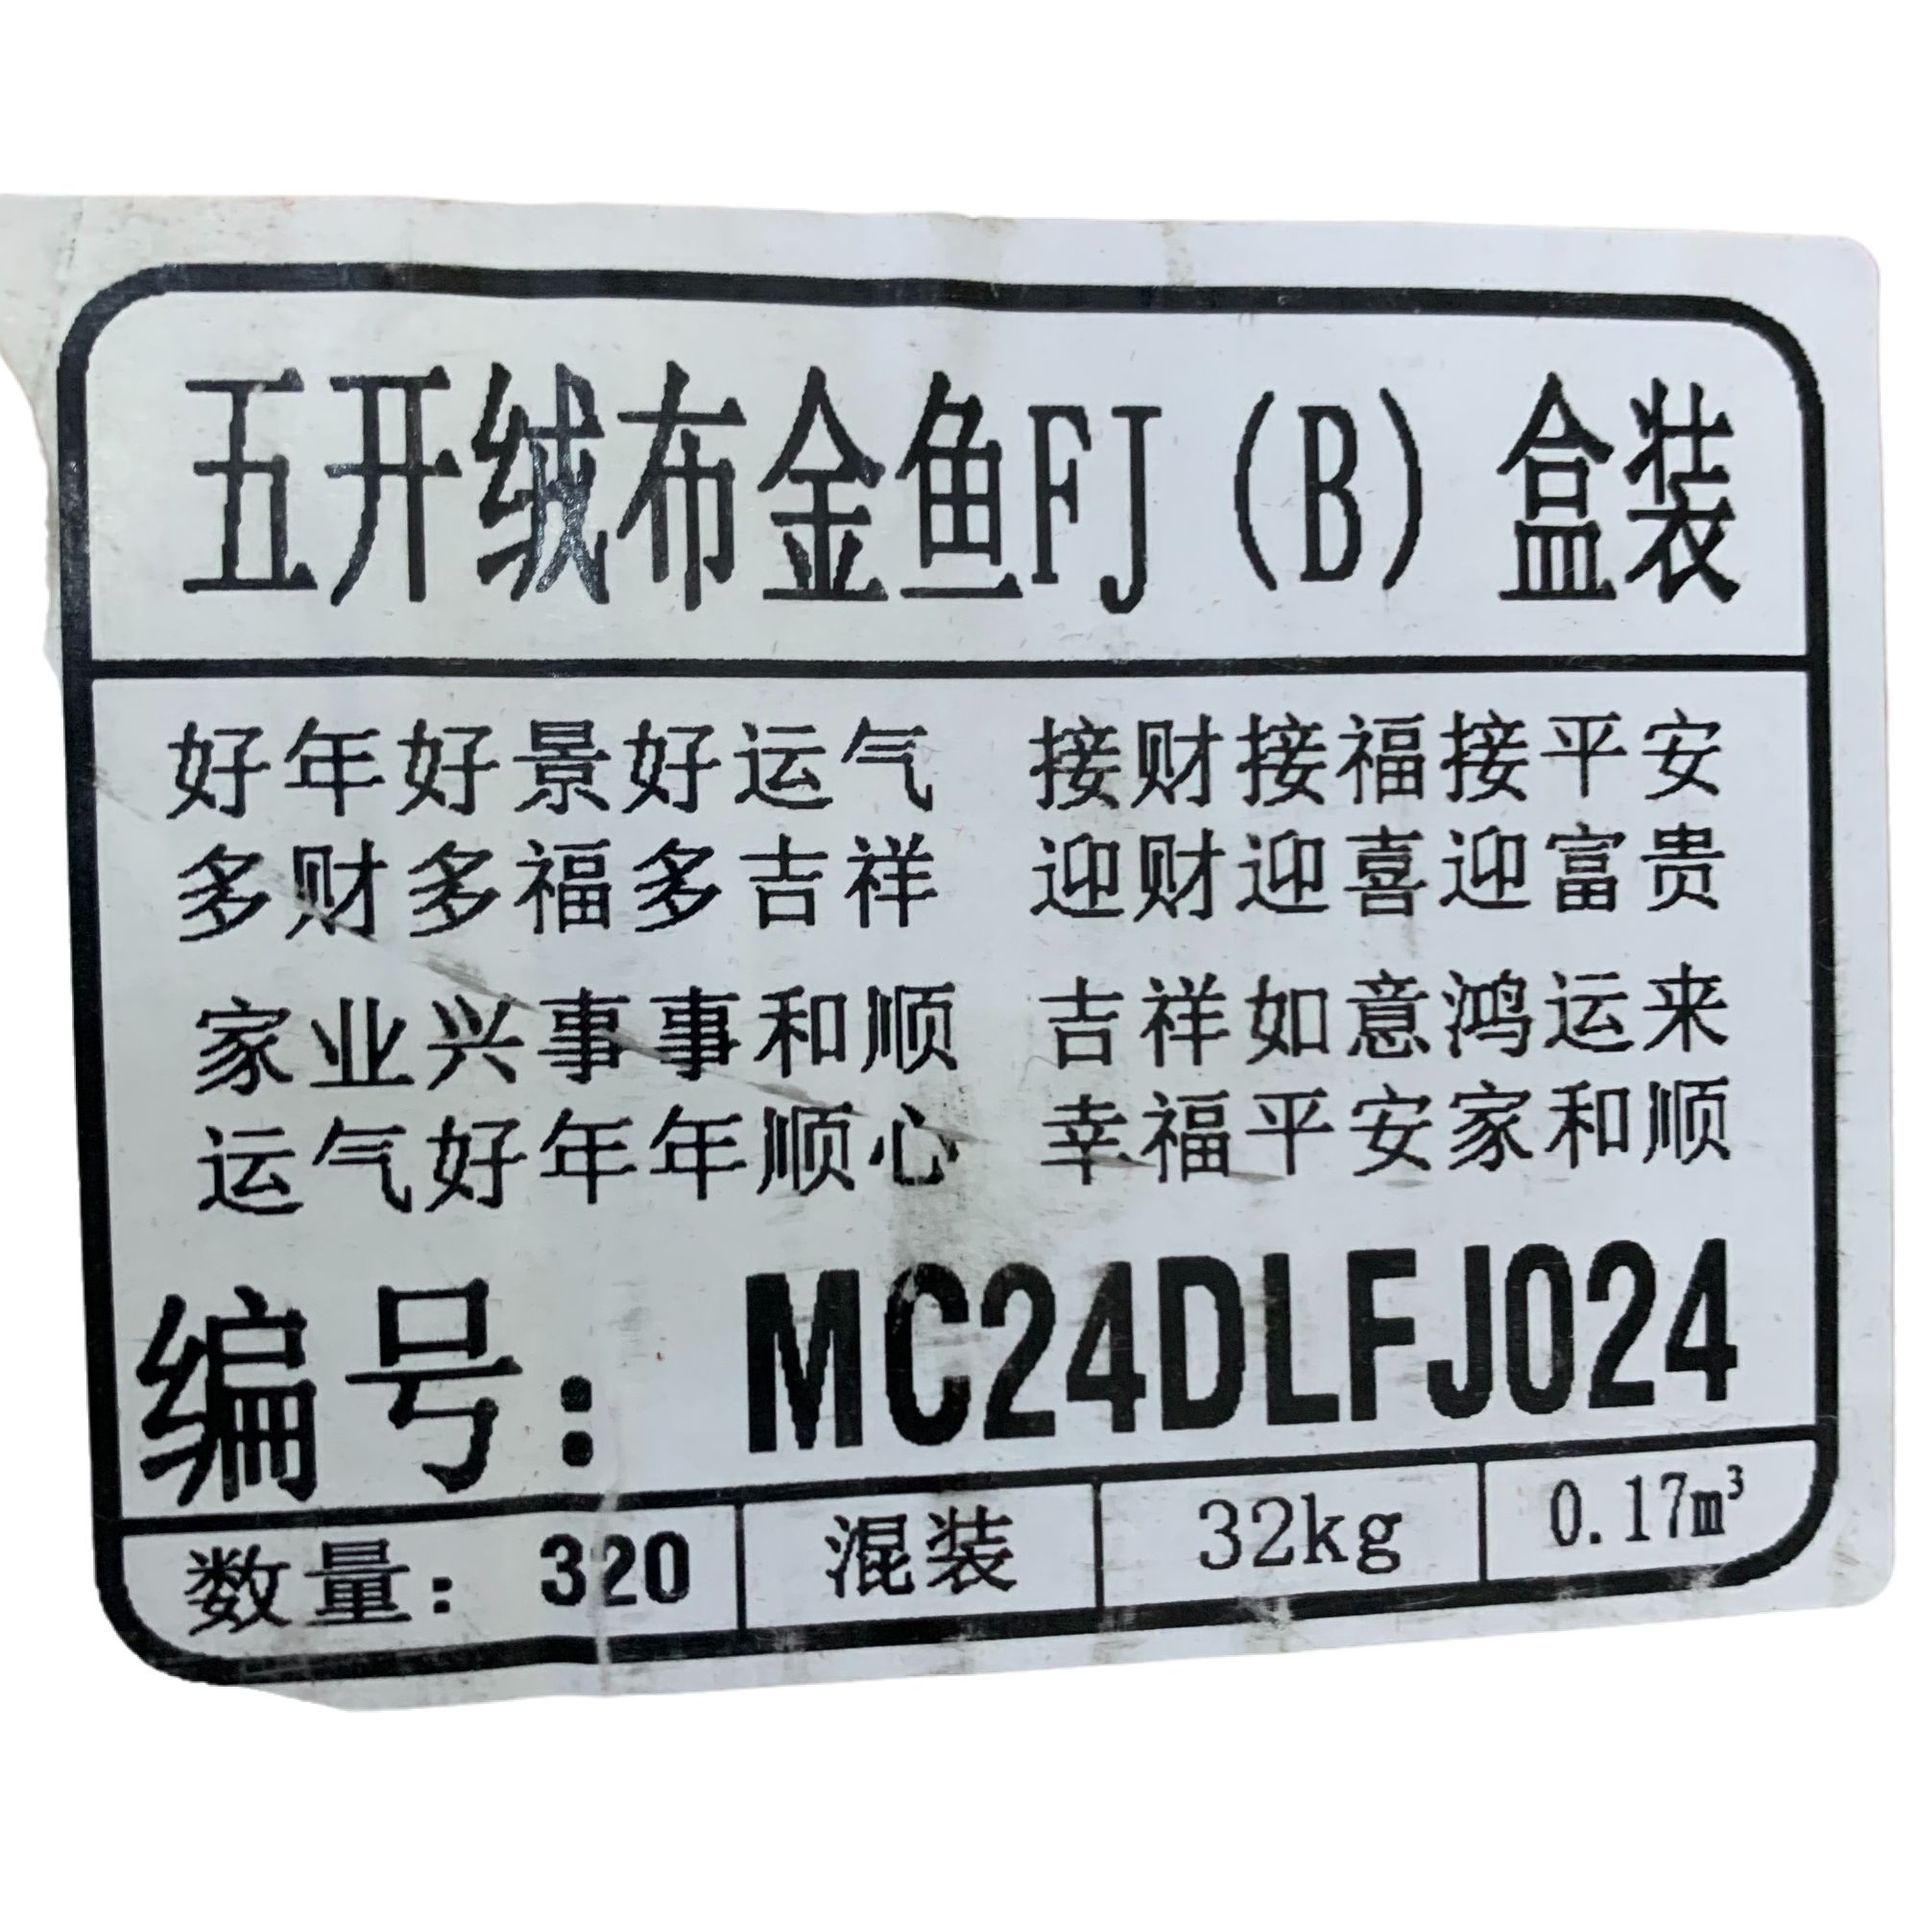 五开绒布金鱼FJ（B）盒装
好年好景好运气 接财接福接平安
多财多福多吉祥 迎财迎喜迎富贵
家业兴事事和顺 吉祥如意鸿运来
运气好年年顺心 幸福平安家和顺
编号：MC24DLFJ024
数量：320 混装 32kg 0.17m³